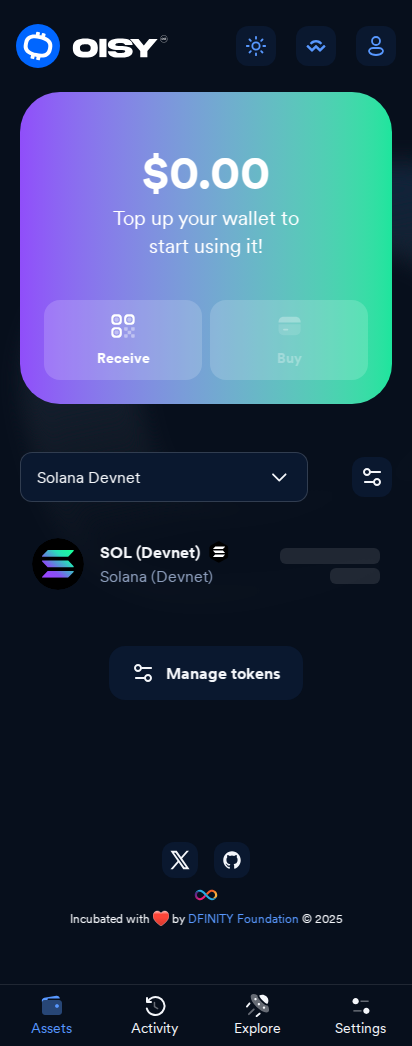 OISY
$0.00
Top up your wallet to
start using it!
Receive
Buy
Solana Devnet
SOL (Devnet)
Solana (Devnet)
Manage tokens
Incubated with ❤️ by DFINITY Foundation © 2025
Assets
Activity
Explore
Settings